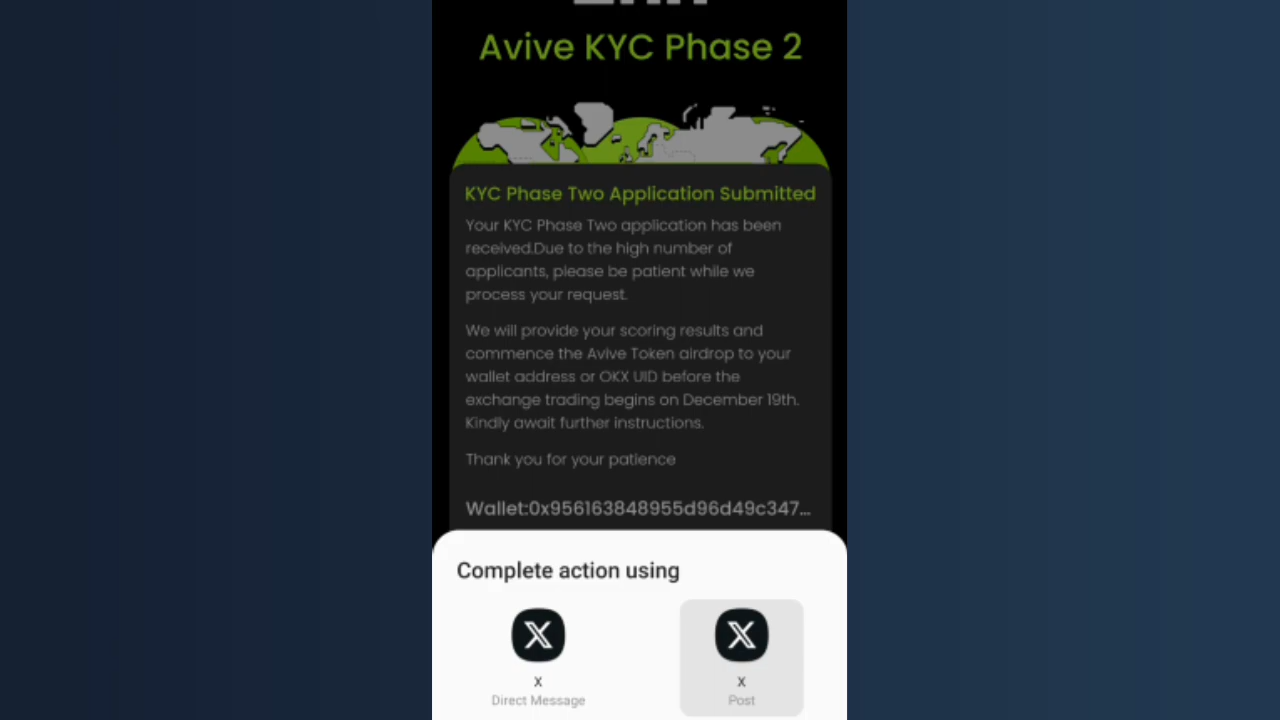 Avive KYC Phase 2
KYC Phase Two Application Submitted
Your KYC Phase Two application has been
received.Due to the high number of
applicants, please be patient while we
process your request.
We will provide your scoring results and
commence the Avive Token airdrop to your
wallet address or OKX UID before the
exchange trading begins on December 19th.
Kindly await further instructions.
Thank you for your patience
Wallet:0x956163848955d96d49c347...
Complete action using
X
Direct Message
X
Post